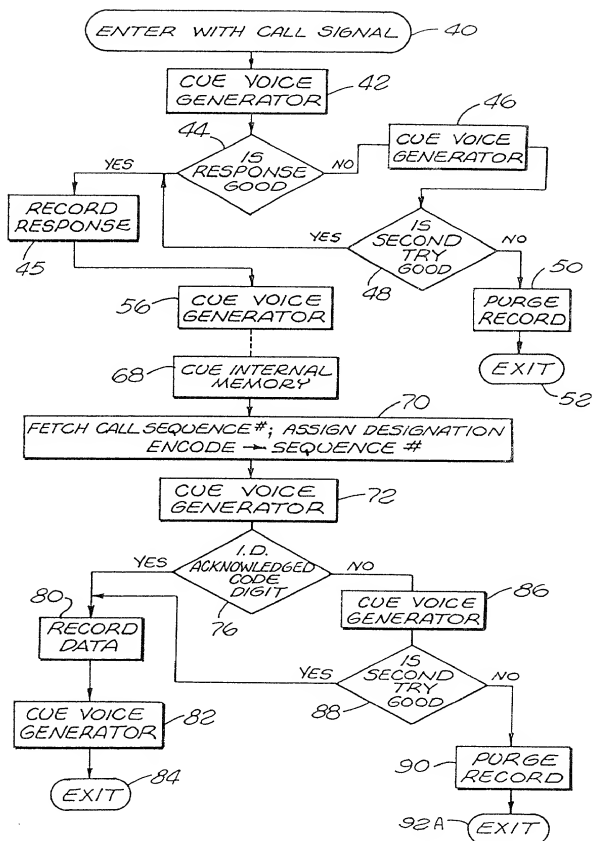 ENTER WITH CALL SIGNAL
40
CUE VOICE
GENERATOR
42
44
IS
RESPONSE
GOOD
YES
NO
46
CUE VOICE
GENERATOR
RECORD
RESPONSE
45
IS
SECOND
TRY
GOOD
YES
NO
48
50
PURGE
RECORD
EXIT
52
56
CUE VOICE
GENERATOR
68
CUE INTERNAL
MEMORY
70
FETCH CALL SEQUENCE #; ASSIGN DESIGNATION
ENCODE → SEQUENCE #
CUE VOICE
GENERATOR
72
I.D.
ACKNOWLEDGED
CODE
DIGIT
YES
NO
76
80
RECORD
DATA
86
CUE VOICE
GENERATOR
IS
SECOND
TRY
GOOD
YES
NO
88
CUE VOICE
GENERATOR
82
EXIT
84
90
PURGE
RECORD
92A
EXIT